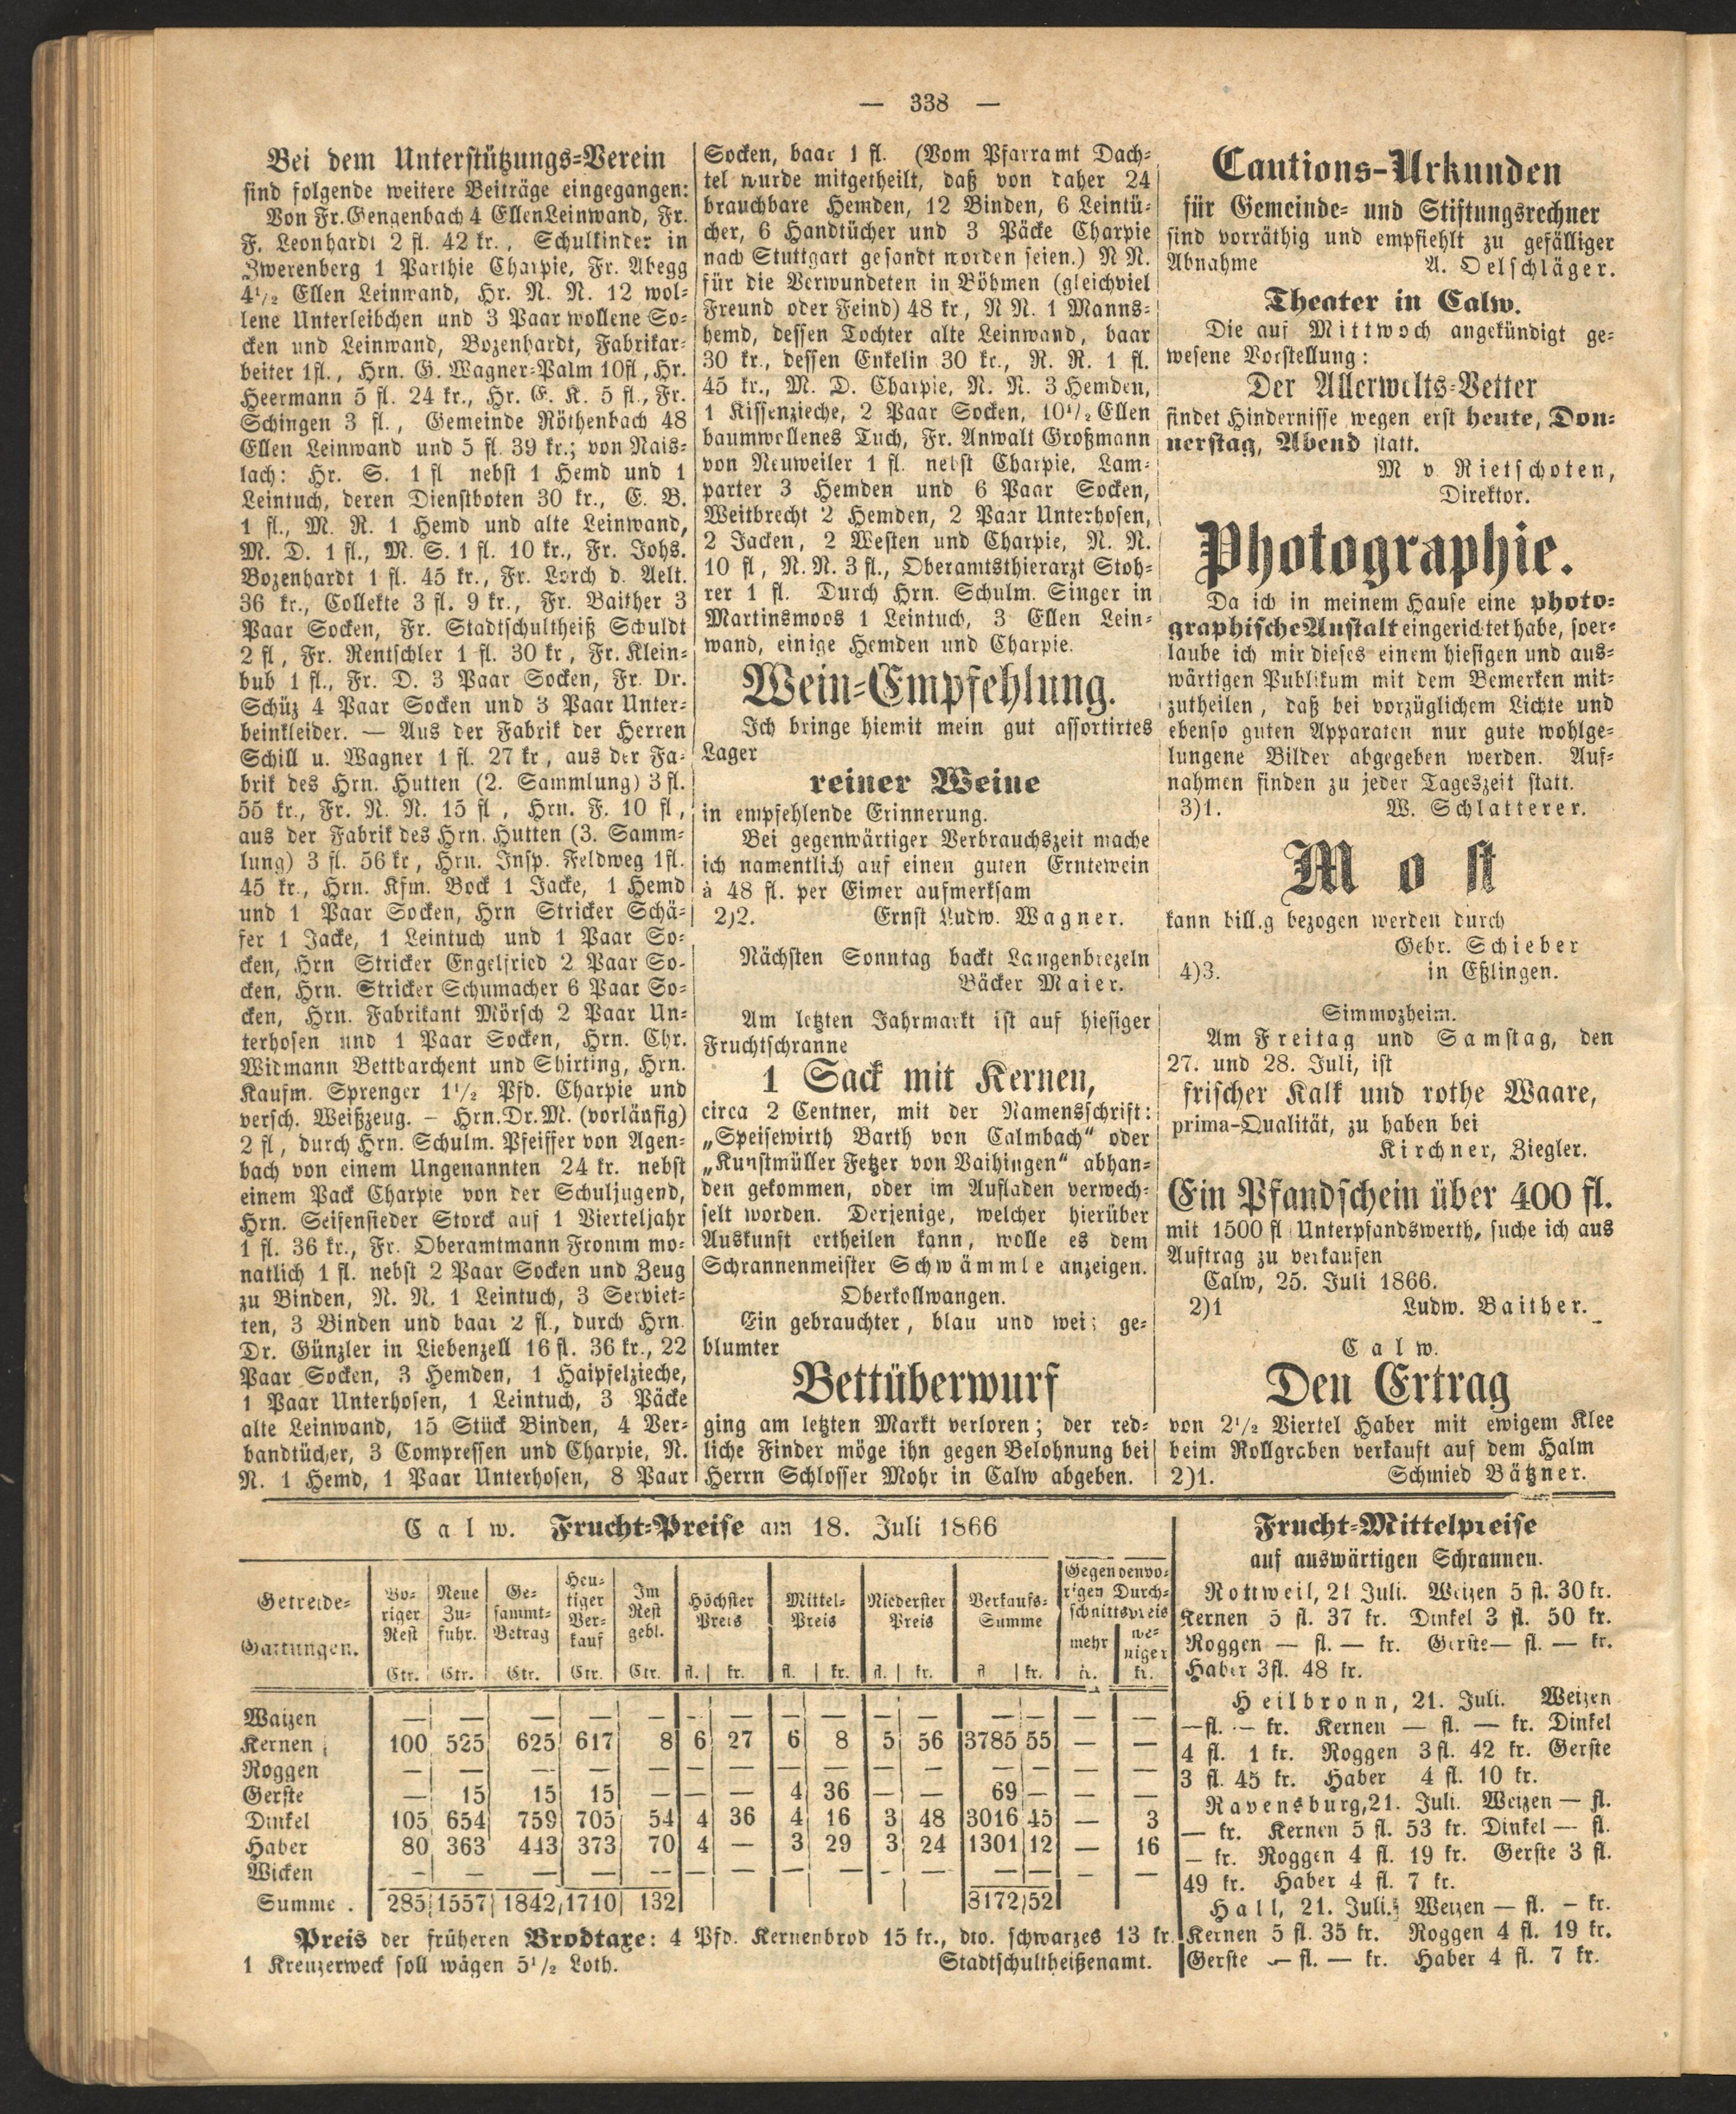 — 338 —
Bei dem Unterstützungs-Verein
sind folgende weitere Beiträge eingegangen:
Von Fr. Gengenbach 4 Ellen Leinwand, Fr.
F. Leonhardt 2 fl. 42 kr., Schulkinder in
Zwerenberg 1 Parthie Charpie, Fr. Abegg
4½ Ellen Leinwand, Hr. N. N. 12 wol-
lene Unterleibchen und 3 Paar wollene So-
cken und Leinwand, Bozenhardt, Fabrikar-
beiter 1 fl., Hrn. G. Wagner-Palm 10 fl, Hr.
Heermann 5 fl. 24 kr., Hr. E. K. 5 fl., Fr.
Schingen 3 fl., Gemeinde Röthenbach 48
Ellen Leinwand und 5 fl. 39 kr.; von Nais-
lach: Hr. S. 1 fl nebst 1 Hemd und 1
Leintuch, deren Dienstboten 30 kr., E. B.
1 fl., M. R. 1 Hemd und alte Leinwand,
M. D. 1 fl., M. S. 1 fl. 10 kr., Fr. Johs.
Bozenhardt 1 fl. 45 kr., Fr. Lorch d. Aelt.
36 kr., Collekte 3 fl. 9 kr., Fr. Baither 3
Paar Socken, Fr. Stadtschultheiß Schuldt
2 fl, Fr. Rentschler 1 fl. 30 kr, Fr. Klein-
bub 1 fl., Fr. D. 3 Paar Socken, Fr. Dr.
Schüz 4 Paar Socken und 3 Paar Unter-
beinkleider. — Aus der Fabrik der Herren
Schill u. Wagner 1 fl. 27 kr, aus der Fa-
brik des Hrn. Hutten (2. Sammlung) 3 fl.
55 kr., Fr. N. N. 15 fl, Hrn. F. 10 fl,
aus der Fabrik des Hrn. Hutten (3. Samm-
lung) 3 fl. 56 kr, Hrn. Insp. Feldweg 1 fl.
45 kr., Hrn. Kfm. Bock 1 Jacke, 1 Hemd
und 1 Paar Socken, Hrn Stricker Schä-
fer 1 Jacke, 1 Leintuch und 1 Paar So-
cken, Hrn Stricker Engelfried 2 Paar So-
cken, Hrn. Stricker Schumacher 6 Paar So-
cken, Hrn. Fabrikant Mörsch 2 Paar Un-
terhosen und 1 Paar Socken, Hrn. Chr.
Widmann Bettbarchent und Shirting, Hrn.
Kaufm. Sprenger 1½ Pfd. Charpie und
versch. Weißzeug. — Hrn. Dr. M. (vorläufig)
2 fl, durch Hrn. Schulm. Pfeiffer von Agen-
bach von einem Ungenannten 24 kr. nebst
einem Pack Charpie von der Schuljugend,
Hrn. Seifensieder Storck auf 1 Vierteljahr
1 fl. 36 kr., Fr. Oberamtmann Fromm mo-
natlich 1 fl. nebst 2 Paar Socken und Zeug
zu Binden, N. N. 1 Leintuch, 3 Serviet-
ten, 3 Binden und baar 2 fl., durch Hrn.
Dr. Günzler in Liebenzell 16 fl. 36 kr., 22
Paar Socken, 3 Hemden, 1 Haipfelzieche,
1 Paar Unterhosen, 1 Leintuch, 3 Päcke
alte Leinwand, 15 Stück Binden, 4 Ver-
bandtücher, 3 Compressen und Charpie, N.
N. 1 Hemd, 1 Paar Unterhosen, 8 Paar
Socken, baar 1 fl. (Vom Pfarramt Dach-
tel wurde mitgetheilt, daß von daher 24
brauchbare Hemden, 12 Binden, 6 Leintü-
cher, 6 Handtücher und 3 Päcke Charpie
nach Stuttgart gesandt worden seien.) N N.
für die Verwundeten in Böhmen (gleichviel
Freund oder Feind) 48 kr, N N. 1 Manns-
hemd, dessen Tochter alte Leinwand, baar
30 kr., dessen Enkelin 30 kr., N. N. 1 fl.
45 kr., M. D. Charpie, N. N. 3 Hemden,
1 Kissenzieche, 2 Paar Socken, 10½ Ellen
baumwollenes Tuch, Fr. Anwalt Großmann
von Neuweiler 1 fl. nebst Charpie, Lam-
parter 3 Hemden und 6 Paar Socken,
Weitbrecht 2 Hemden, 2 Paar Unterhosen,
2 Jacken, 2 Westen und Charpie, N. N.
10 fl, N. N. 3 fl., Oberamtsthierarzt Stoh-
rer 1 fl. Durch Hrn. Schulm. Singer in
Martinsmoos 1 Leintuch, 3 Ellen Lein-
wand, einige Hemden und Charpie.
Wein-Empfehlung.
Ich bringe hiemit mein gut assortirtes
Lager
reiner Weine
in empfehlende Erinnerung.
Bei gegenwärtiger Verbrauchszeit mache
ich namentlich auf einen guten Erntewein
à 48 fl. per Eimer aufmerksam
2)2. Ernst Ludw. Wagner.
Nächsten Sonntag backt Laugenbrezeln
Bäcker Maier.
Am letzten Jahrmarkt ist auf hiesiger
Fruchtschranne
1 Sack mit Kernen,
circa 2 Centner, mit der Namensschrift:
„Speisewirth Barth von Calmbach“ oder
„Kunstmüller Fetzer von Vaihingen“ abhan-
den gekommen, oder im Aufladen verwech-
selt worden. Derjenige, welcher hierüber
Auskunft ertheilen kann, wolle es dem
Schrannenmeister Schwämmle anzeigen.
Oberkollwangen.
Ein gebrauchter, blau und weiß ge-
blumter
Bettüberwurf
ging am letzten Markt verloren; der red-
liche Finder möge ihn gegen Belohnung bei
Herrn Schlosser Mohr in Calw abgeben.
Cautions-Urkunden
für Gemeinde- und Stiftungsrechner
sind vorräthig und empfiehlt zu gefälliger
Abnahme A. Oelschläger.
Theater in Calw.
Die auf Mittwoch angekündigt ge-
wesene Vorstellung:
Der Allerwelts-Vetter
findet Hindernisse wegen erst heute, Don-
nerstag, Abend statt.
M v. Rietschoten,
Direktor.
Photographie.
Da ich in meinem Hause eine photo-
graphische Anstalt eingerichtet habe, so er-
laube ich mir dieses einem hiesigen und aus-
wärtigen Publikum mit dem Bemerken mit-
zutheilen, daß bei vorzüglichem Lichte und
ebenso guten Apparaten nur gute wohlge-
lungene Bilder abgegeben werden. Auf-
nahmen finden zu jeder Tageszeit statt.
3)1. W. Schlatterer.
Most
kann billig bezogen werden durch
Gebr. Schieber
4)3. in Eßlingen.
Simmozheim.
Am Freitag und Samstag, den
27. und 28. Juli, ist
frischer Kalk und rothe Waare,
prima-Qualität, zu haben bei
Kirchner, Ziegler.
Ein Pfandschein über 400 fl.
mit 1500 fl Unterpfandswerth, suche ich aus
Auftrag zu verkaufen
Calw, 25. Juli 1866.
2)1 Ludw. Baither.
Calw.
Den Ertrag
von 2½ Viertel Haber mit ewigem Klee
beim Rollgraben verkauft auf dem Halm
2)1. Schmied Bätzner.
Calw. Frucht-Preise am 18. Juli 1866
Getreide-Gattungen. | Voriger Rest Ctr. | Neue Zufuhr. Ctr. | Gesammt-Betrag Ctr. | Heutiger Verkauf Ctr. | Im Rest gebl. Ctr. | Höchster Preis fl. kr. | Mittel-Preis fl. kr. | Niederster Preis fl. kr. | Verkaufs-Summe fl kr. | Gegen den vorigen Durchschnittspreis mehr kr. weniger kr.
Waizen — — — — — — — — — — — — — — —
Kernen 100 525 625 617 8 6 27 6 8 5 56 3785 55 — —
Roggen — — — — — — — — — — — — — — —
Gerste — 15 15 15 — — — 4 36 — — 69 — — —
Dinkel 105 654 759 705 54 4 36 4 16 3 48 3016 45 — 3
Haber 80 363 443 373 70 4 — 3 29 3 24 1301 12 — 16
Wicken — — — — — — — — — — — — — — —
Summe . 285 1557 1842 1710 132 8172 52
Preis der früheren Brodtaxe: 4 Pfd. Kernenbrod 15 kr., dto. schwarzes 13 kr.
1 Kreuzerweck soll wägen 5½ Loth. Stadtschultheißenamt.
Frucht-Mittelpreise
auf auswärtigen Schrannen.
Rottweil, 21 Juli. Weizen 5 fl. 30 kr.
Kernen 5 fl. 37 kr. Dinkel 3 fl. 50 kr.
Roggen — fl. — kr. Gerste — fl. — kr.
Haber 3 fl. 48 kr.
Heilbronn, 21. Juli. Weizen
— fl. — kr. Kernen — fl. — kr. Dinkel
4 fl. 1 kr. Roggen 3 fl. 42 kr. Gerste
3 fl. 45 kr. Haber 4 fl. 10 kr.
Ravensburg, 21. Juli. Weizen — fl.
— kr. Kernen 5 fl. 53 kr. Dinkel — fl.
— kr. Roggen 4 fl. 19 kr. Gerste 3 fl.
49 kr. Haber 4 fl. 7 kr.
Hall, 21. Juli. Weizen — fl. — kr.
Kernen 5 fl. 35 kr. Roggen 4 fl. 19 kr.
Gerste — fl. — kr. Haber 4 fl. 7 kr.